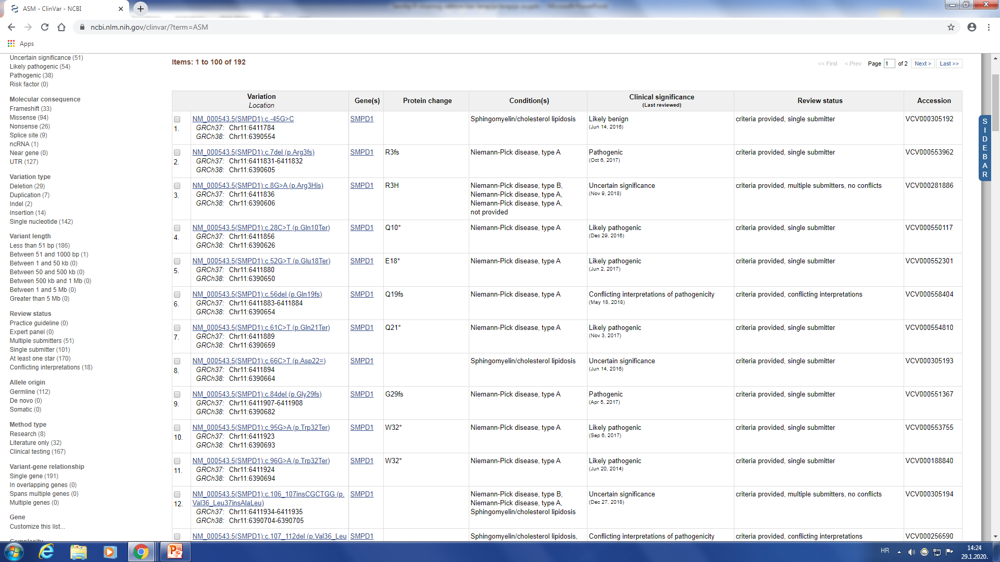 ASM - ClinVar - NCBI
ncbi.nlm.nih.gov/clinvar/?term=ASM
Apps
Uncertain significance (51)
Likely pathogenic (54)
Pathogenic (38)
Risk factor (0)
Molecular consequence
Frameshift (33)
Missense (94)
Nonsense (26)
Splice site (9)
ncRNA (1)
Near gene (0)
UTR (127)
Variation type
Deletion (29)
Duplication (7)
Indel (2)
Insertion (14)
Single nucleotide (142)
Variant length
Less than 51 bp (186)
Between 51 and 1000 bp (1)
Between 1 and 50 kb (0)
Between 50 and 500 kb (0)
Between 500 kb and 1 Mb (0)
Between 1 and 5 Mb (0)
Greater than 5 Mb (0)
Review status
Practice guideline (0)
Expert panel (0)
Multiple submitters (51)
Single submitter (101)
At least one star (170)
Conflicting interpretations (18)
Allele origin
Germline (112)
De novo (0)
Somatic (0)
Method type
Research (8)
Literature only (32)
Clinical testing (167)
Variant-gene relationship
Single gene (191)
In overlapping genes (0)
Spans multiple genes (0)
Multiple genes (0)
Gene
Customize this list...
Items: 1 to 100 of 192
<< First < Prev Page 1 of 2 Next > Last >>
Variation Location Gene(s) Protein change Condition(s) Clinical significance (Last reviewed) Review status Accession
1. NM_000543.5(SMPD1):c.-45G>C SMPD1 Sphingomyelin/cholesterol lipidosis Likely benign criteria provided, single submitter VCV000305192
GRCh37: Chr11:6411784 (Jun 14, 2016)
GRCh38: Chr11:6390554
2. NM_000543.5(SMPD1):c.7del (p.Arg3fs) SMPD1 R3fs Niemann-Pick disease, type A Pathogenic criteria provided, single submitter VCV000553962
GRCh37: Chr11:6411831-6411832 (Oct 6, 2017)
GRCh38: Chr11:6390605
3. NM_000543.5(SMPD1):c.8G>A (p.Arg3His) SMPD1 R3H Niemann-Pick disease, type B, Uncertain significance criteria provided, multiple submitters, no conflicts VCV000281886
GRCh37: Chr11:6411836 Niemann-Pick disease, type A, (Nov 9, 2018)
GRCh38: Chr11:6390606 Niemann-Pick disease, type A,
not provided
4. NM_000543.5(SMPD1):c.28C>T (p.Gln10Ter) SMPD1 Q10* Niemann-Pick disease, type A Likely pathogenic criteria provided, single submitter VCV000550117
GRCh37: Chr11:6411856 (Dec 29, 2016)
GRCh38: Chr11:6390626
5. NM_000543.5(SMPD1):c.52G>T (p.Glu18Ter) SMPD1 E18* Niemann-Pick disease, type A Likely pathogenic criteria provided, single submitter VCV000552301
GRCh37: Chr11:6411880 (Jun 2, 2017)
GRCh38: Chr11:6390650
6. NM_000543.5(SMPD1):c.56del (p.Gln19fs) SMPD1 Q19fs Niemann-Pick disease, type A Conflicting interpretations of pathogenicity criteria provided, conflicting interpretations VCV000558404
GRCh37: Chr11:6411883-6411884 (May 18, 2018)
GRCh38: Chr11:6390654
7. NM_000543.5(SMPD1):c.61C>T (p.Gln21Ter) SMPD1 Q21* Niemann-Pick disease, type A Likely pathogenic criteria provided, single submitter VCV000554810
GRCh37: Chr11:6411889 (Nov 3, 2017)
GRCh38: Chr11:6390659
8. NM_000543.5(SMPD1):c.66C>T (p.Asp22=) SMPD1 Sphingomyelin/cholesterol lipidosis Uncertain significance criteria provided, single submitter VCV000305193
GRCh37: Chr11:6411894 (Jun 14, 2016)
GRCh38: Chr11:6390664
9. NM_000543.5(SMPD1):c.84del (p.Gly29fs) SMPD1 G29fs Niemann-Pick disease, type A Pathogenic criteria provided, single submitter VCV000551367
GRCh37: Chr11:6411907-6411908 (Apr 5, 2017)
GRCh38: Chr11:6390682
10. NM_000543.5(SMPD1):c.95G>A (p.Trp32Ter) SMPD1 W32* Niemann-Pick disease, type A Likely pathogenic criteria provided, single submitter VCV000553755
GRCh37: Chr11:6411923 (Sep 6, 2017)
GRCh38: Chr11:6390693
11. NM_000543.5(SMPD1):c.96G>A (p.Trp32Ter) SMPD1 W32* Niemann-Pick disease, type A Likely pathogenic criteria provided, single submitter VCV000188840
GRCh37: Chr11:6411924 (Jun 20, 2014)
GRCh38: Chr11:6390694
12. NM_000543.5(SMPD1):c.106_107insCGCTGG (p. SMPD1 Niemann-Pick disease, type B, Uncertain significance criteria provided, multiple submitters, no conflicts VCV000305194
Val36_Leu37insAlaLeu) Niemann-Pick disease, type A, (Dec 27, 2018)
GRCh37: Chr11:6411934-6411935 Sphingomyelin/cholesterol lipidosis
GRCh38: Chr11:6390704-6390705
NM_000543.5(SMPD1):c.107_112del (p.Val36_Leu SMPD1 Sphingomyelin/cholesterol lipidosis, Conflicting interpretations of pathogenicity criteria provided, conflicting interpretations VCV000256590
SIDEBAR
HR
14:24
29.1.2020.